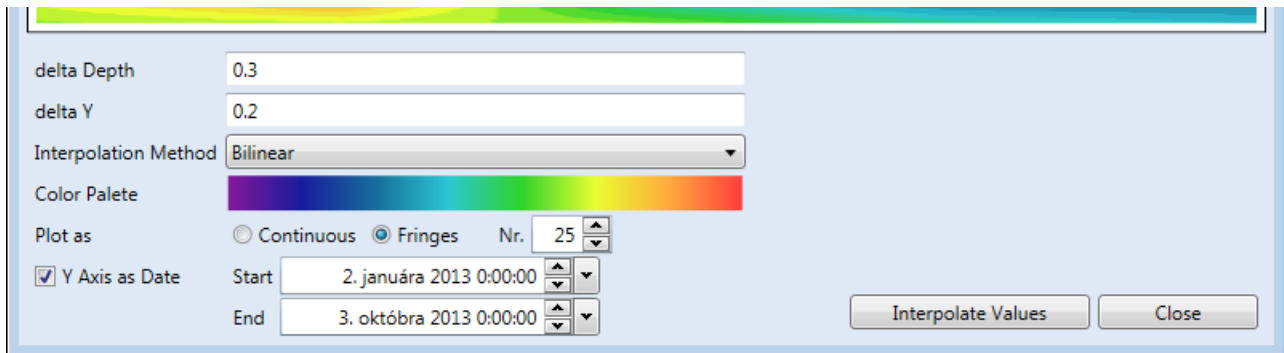 delta Depth 0.3
delta Y 0.2
Interpolation Method Bilinear
Color Palete
Plot as Continuous Fringes Nr. 25
Y Axis as Date Start 2. januára 2013 0:00:00
End 3. októbra 2013 0:00:00 Interpolate Values Close